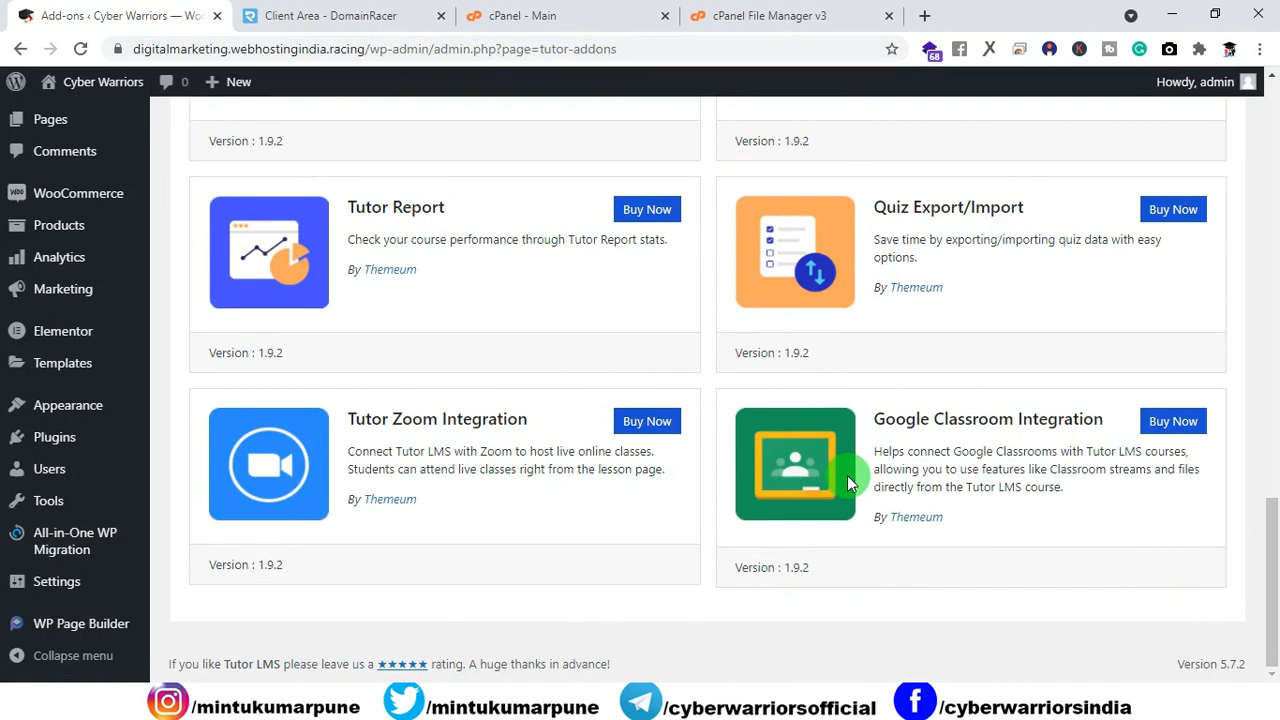 Cyber Warriors — Wor
Client Area - DomainRacer
cPanel - Main
cPanel File Manager v3
digitalmarketing.webhostingindia.racing/wp-admin/admin.php?page=tutor-addons
68
Cyber Warriors
0
New
Howdy, admin
Pages
Comments
WooCommerce
Products
Analytics
Marketing
Elementor
Templates
Appearance
Plugins
Users
Tools
All-in-One WP
Migration
Settings
WP Page Builder
Collapse menu
Version : 1.9.2
Version : 1.9.2
Tutor Report
Buy Now
Check your course performance through Tutor Report stats.
By Themeum
Version : 1.9.2
Quiz Export/Import
Buy Now
Save time by exporting/importing quiz data with easy
options.
By Themeum
Version : 1.9.2
Tutor Zoom Integration
Buy Now
Connect Tutor LMS with Zoom to host live online classes.
Students can attend live classes right from the lesson page.
By Themeum
Version : 1.9.2
Google Classroom Integration
Buy Now
Helps connect Google Classrooms with Tutor LMS courses,
allowing you to use features like Classroom streams and files
directly from the Tutor LMS course.
By Themeum
Version : 1.9.2
If you like Tutor LMS please leave us a ★★★★★ rating. A huge thanks in advance!
Version 5.7.2
/mintukumarpune
/mintukumarpune
/cyberwarriorsofficial
/cyberwarriorsindia